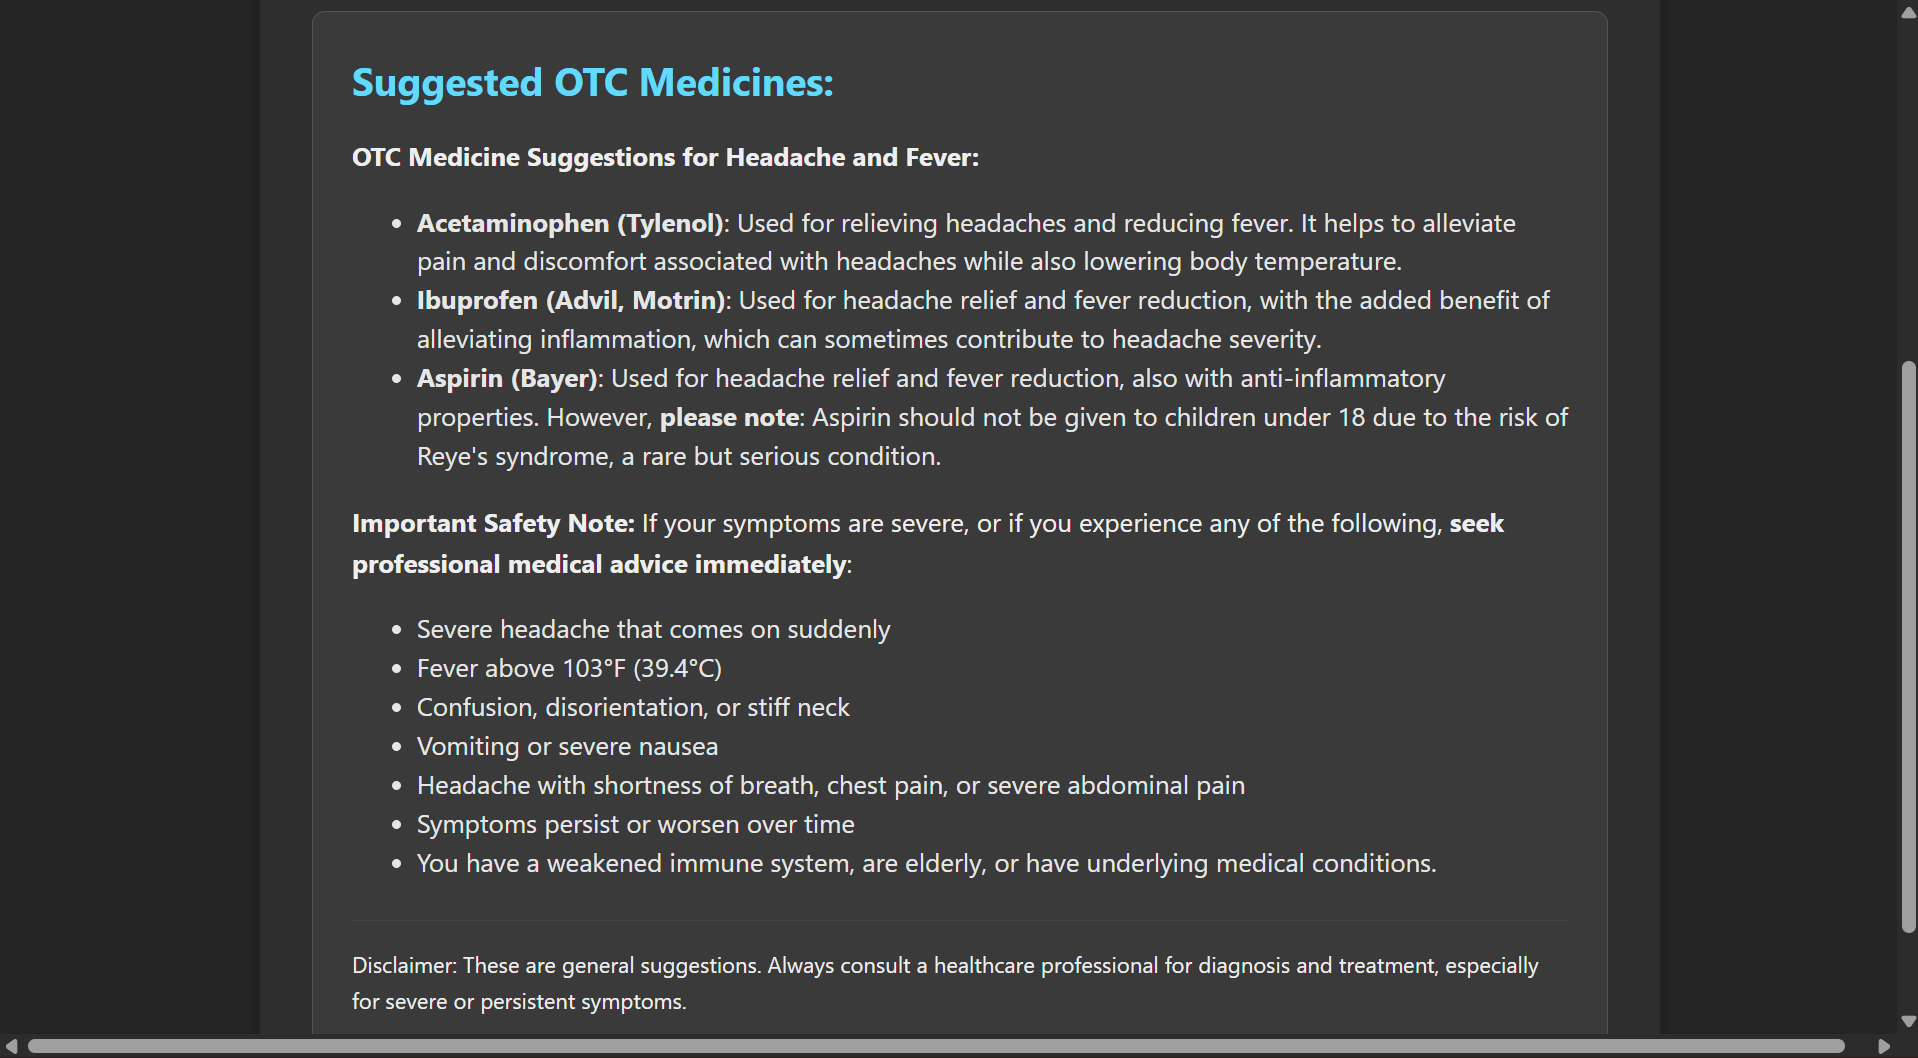 Suggested OTC Medicines:
OTC Medicine Suggestions for Headache and Fever:
Acetaminophen (Tylenol): Used for relieving headaches and reducing fever. It helps to alleviate
pain and discomfort associated with headaches while also lowering body temperature.
Ibuprofen (Advil, Motrin): Used for headache relief and fever reduction, with the added benefit of
alleviating inflammation, which can sometimes contribute to headache severity.
Aspirin (Bayer): Used for headache relief and fever reduction, also with anti-inflammatory
properties. However, please note: Aspirin should not be given to children under 18 due to the risk of
Reye's syndrome, a rare but serious condition.
Important Safety Note: If your symptoms are severe, or if you experience any of the following, seek
professional medical advice immediately:
Severe headache that comes on suddenly
Fever above 103°F (39.4°C)
Confusion, disorientation, or stiff neck
Vomiting or severe nausea
Headache with shortness of breath, chest pain, or severe abdominal pain
Symptoms persist or worsen over time
You have a weakened immune system, are elderly, or have underlying medical conditions.
Disclaimer: These are general suggestions. Always consult a healthcare professional for diagnosis and treatment, especially
for severe or persistent symptoms.